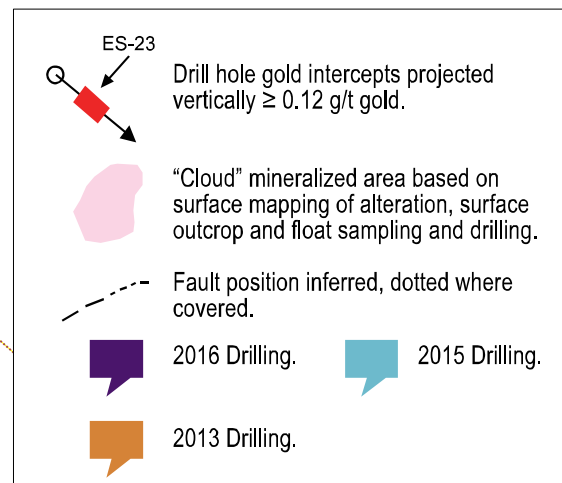 ES-23
Drill hole gold intercepts projected
vertically ≥ 0.12 g/t gold.
“Cloud” mineralized area based on
surface mapping of alteration, surface
outcrop and float sampling and drilling.
Fault position inferred, dotted where
covered.
2016 Drilling.
2015 Drilling.
2013 Drilling.